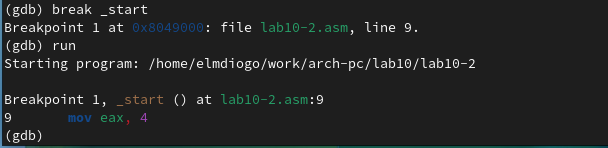 (gdb) break _start
Breakpoint 1 at 0x8049000: file lab10-2.asm, line 9.
(gdb) run
Starting program: /home/elmdiogo/work/arch-pc/lab10/lab10-2

Breakpoint 1, _start () at lab10-2.asm:9
9       mov eax, 4
(gdb)